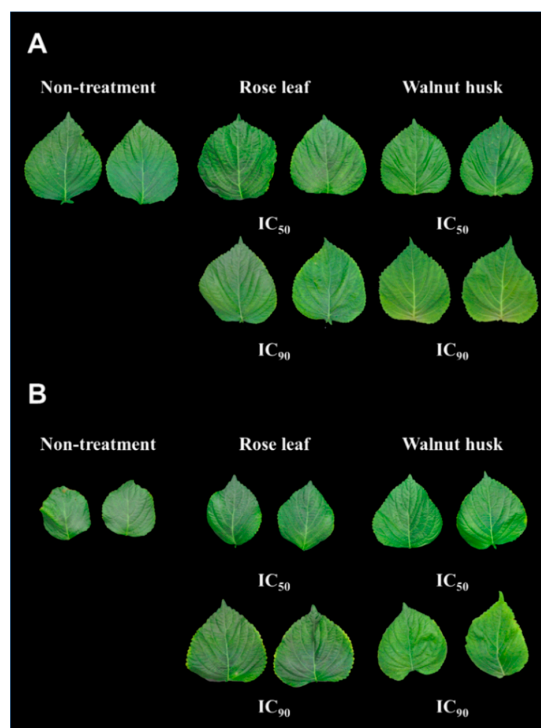 A
Non-treatment Rose leaf Walnut husk
IC₅₀ IC₅₀
IC₉₀ IC₉₀
B
Non-treatment Rose leaf Walnut husk
IC₅₀ IC₅₀
IC₉₀ IC₉₀